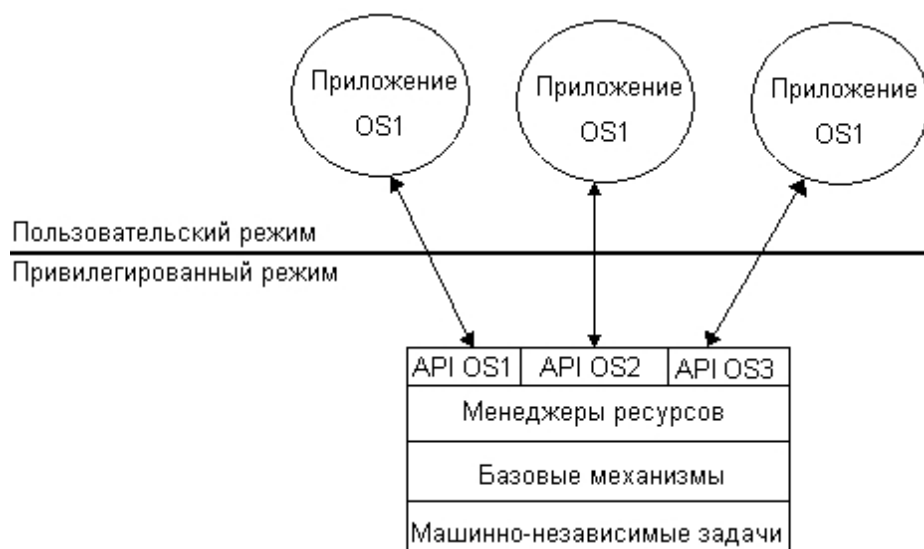 Приложение
OS1
Приложение
OS1
Приложение
OS1
Пользовательский режим
Привилегированный режим
API OS1
API OS2
API OS3
Менеджеры ресурсов
Базовые механизмы
Машинно-независимые задачи